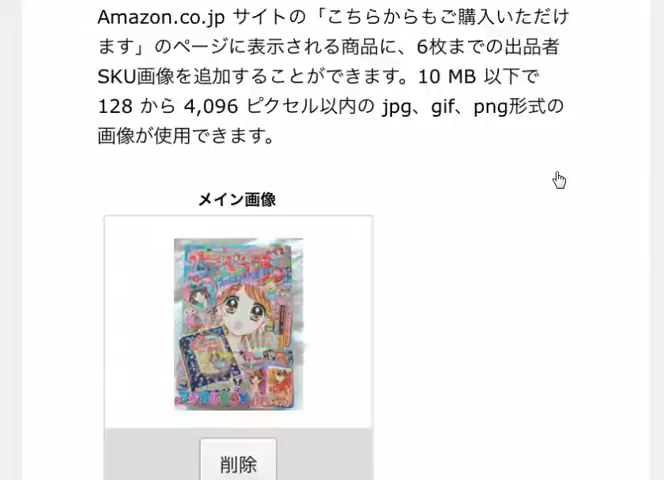 Amazon.co.jp サイトの「こちらからもご購入いただけ
ます」のページに表示される商品に、6枚までの出品者
SKU画像を追加することができます。10 MB 以下で
128 から 4,096 ピクセル以内の jpg、gif、png形式の
画像が使用できます。
メイン画像
削除